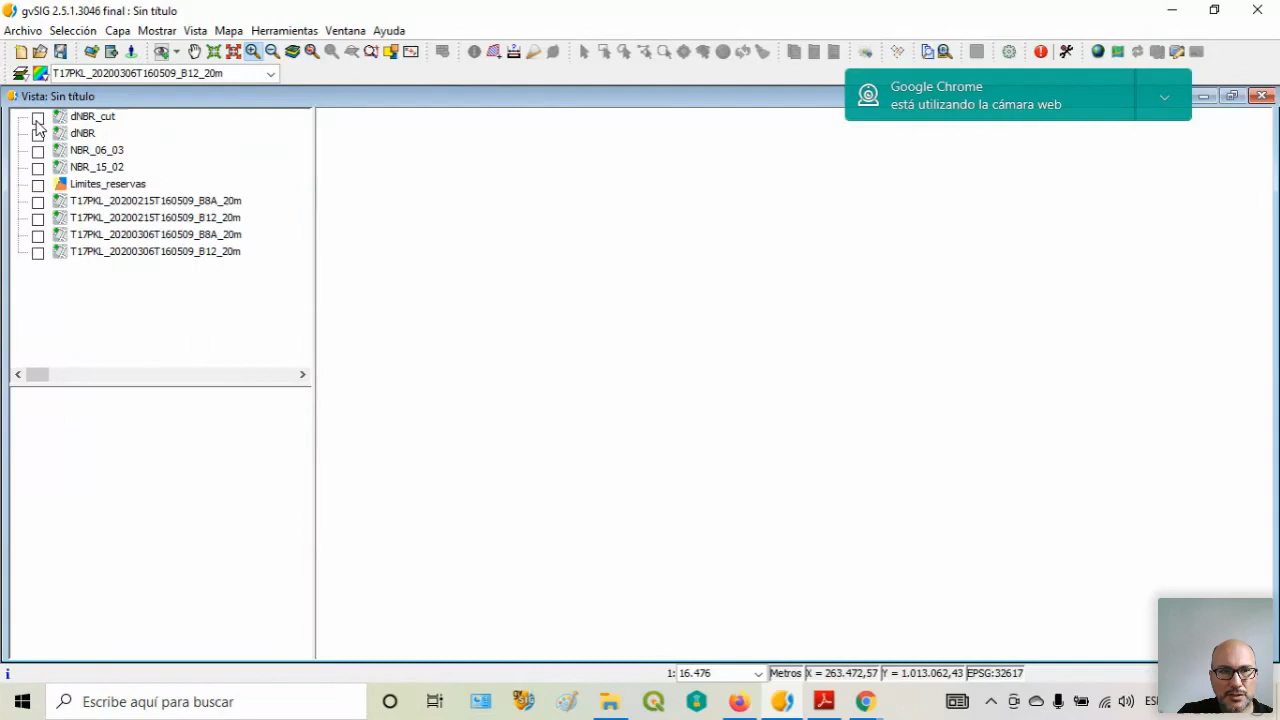 gvSIG 2.5.1.3046 final : Sin título
Archivo Selección Capa Mostrar Vista Mapa Herramientas Ventana Ayuda
T17PKL_20200306T160509_B12_20m
Google Chrome
está utilizando la cámara web
Vista: Sin título
dNBR_cut
dNBR
NBR_06_03
NBR_15_02
Limites_reservas
T17PKL_20200215T160509_B8A_20m
T17PKL_20200215T160509_B12_20m
T17PKL_20200306T160509_B8A_20m
T17PKL_20200306T160509_B12_20m
1: 16.476 Metros X = 263.472,57 Y = 1.013.062,43 EPSG:32617
Escribe aquí para buscar